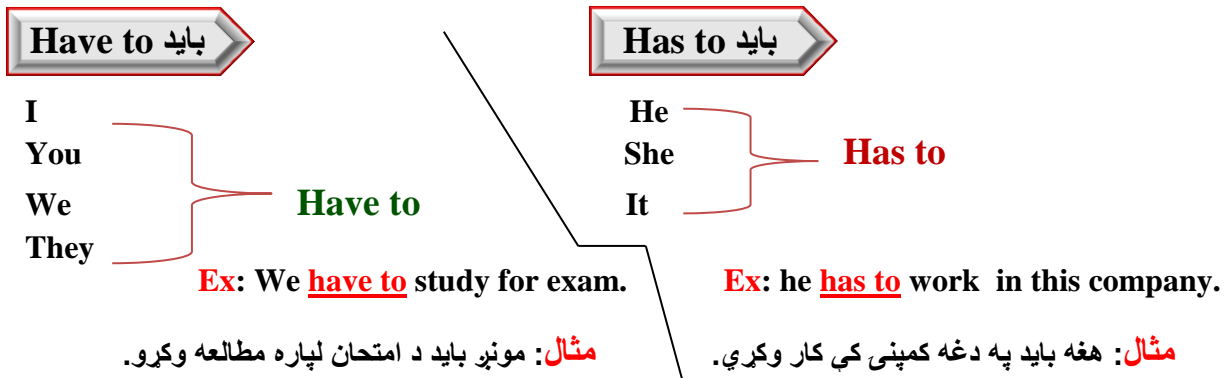 Have to باید
I
You
We
They
Have to
Ex: We have to study for exam.
مثال: مونږ باید د امتحان لپاره مطالعه وکړو.
Has to باید
He
She
It
Has to
Ex: he has to work in this company.
مثال: هغه باید په دغه کمپنۍ کې کار وکړي.